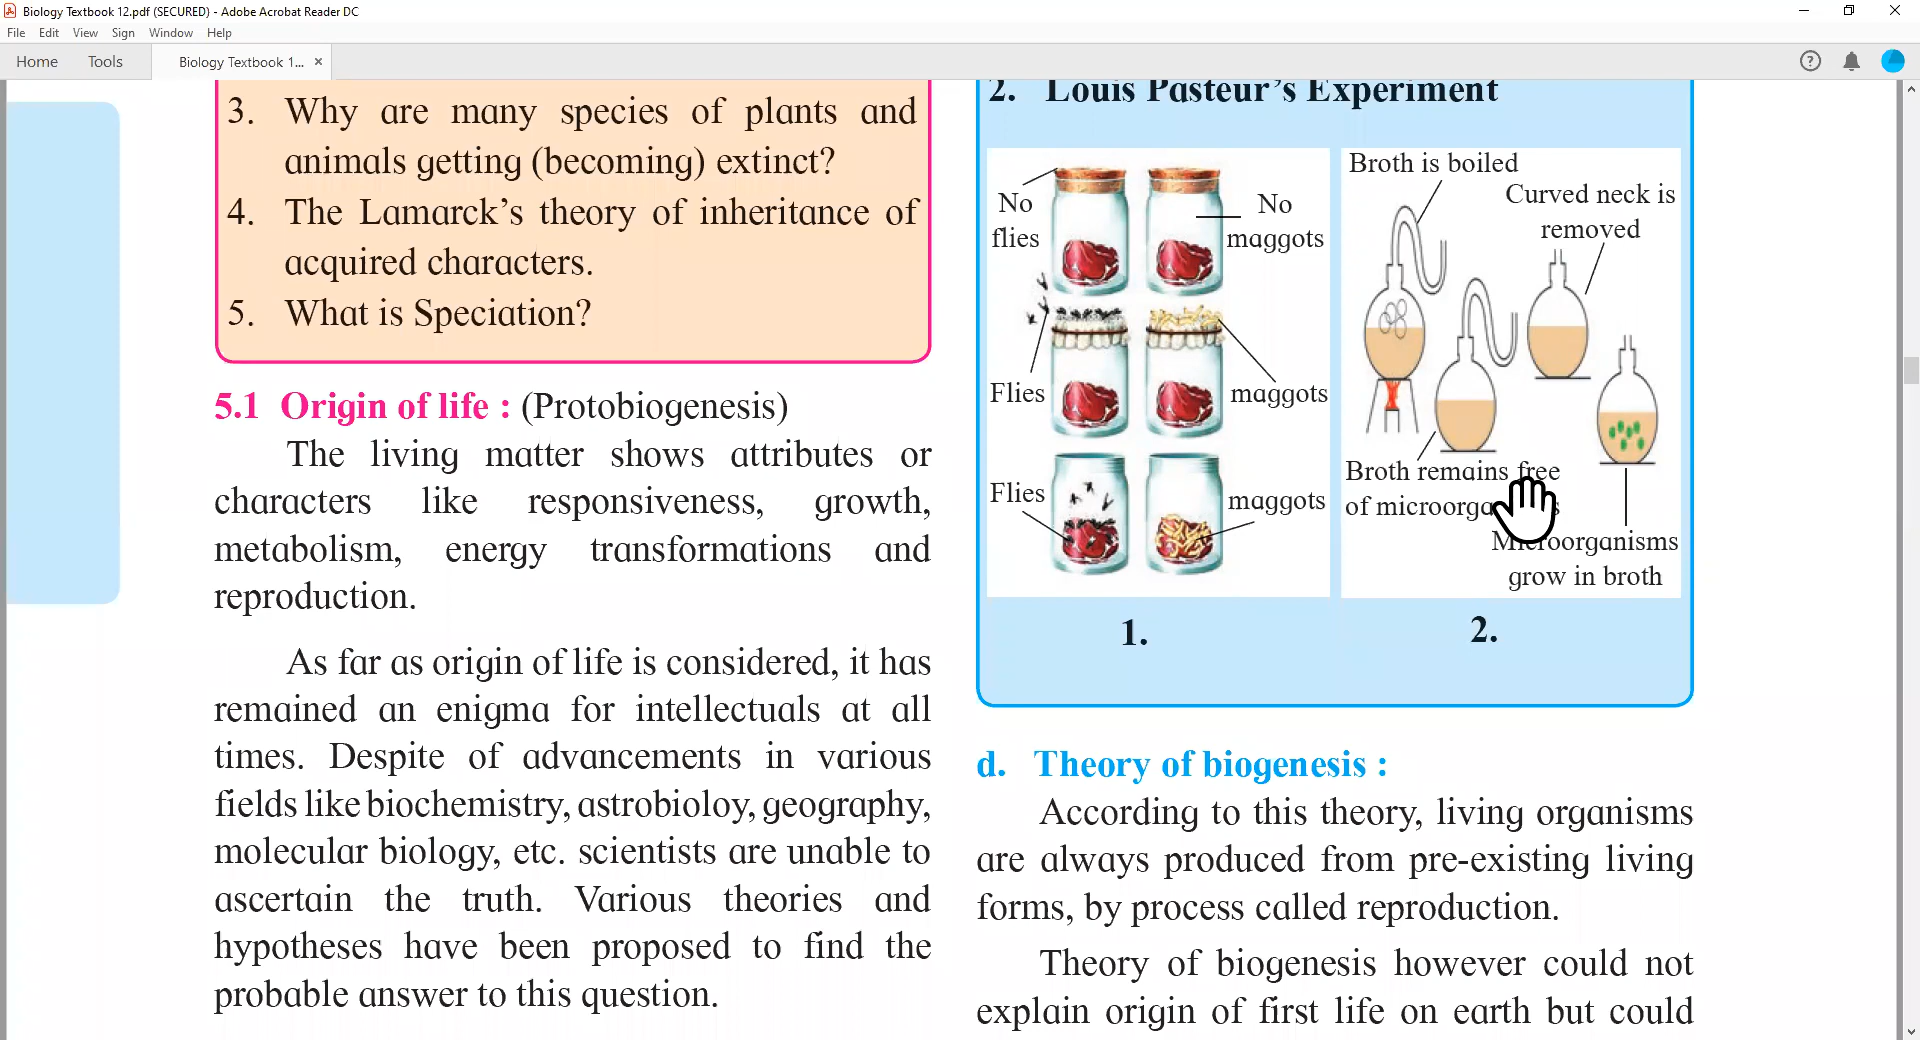 Biology Textbook 12.pdf (SECURED) - Adobe Acrobat Reader DC
File Edit View Sign Window Help
Home Tools Biology Textbook 1... ×
3. Why are many species of plants and
animals getting (becoming) extinct?
4. The Lamarck's theory of inheritance of
acquired characters.
5. What is Speciation?
5.1 Origin of life : (Protobiogenesis)
The living matter shows attributes or
characters like responsiveness, growth,
metabolism, energy transformations and
reproduction.
As far as origin of life is considered, it has
remained an enigma for intellectuals at all
times. Despite of advancements in various
fields like biochemistry, astrobioloy, geography,
molecular biology, etc. scientists are unable to
ascertain the truth. Various theories and
hypotheses have been proposed to find the
probable answer to this question.
2. Louis Pasteur's Experiment
No
flies
No
maggots
Flies
maggots
Flies
maggots
1.
Broth is boiled
Curved neck is
removed
Broth remains free
of
Microorganisms
grow in broth
2.
d. Theory of biogenesis :
According to this theory, living organisms
are always produced from pre-existing living
forms, by process called reproduction.
Theory of biogenesis however could not
explain origin of first life on earth but could